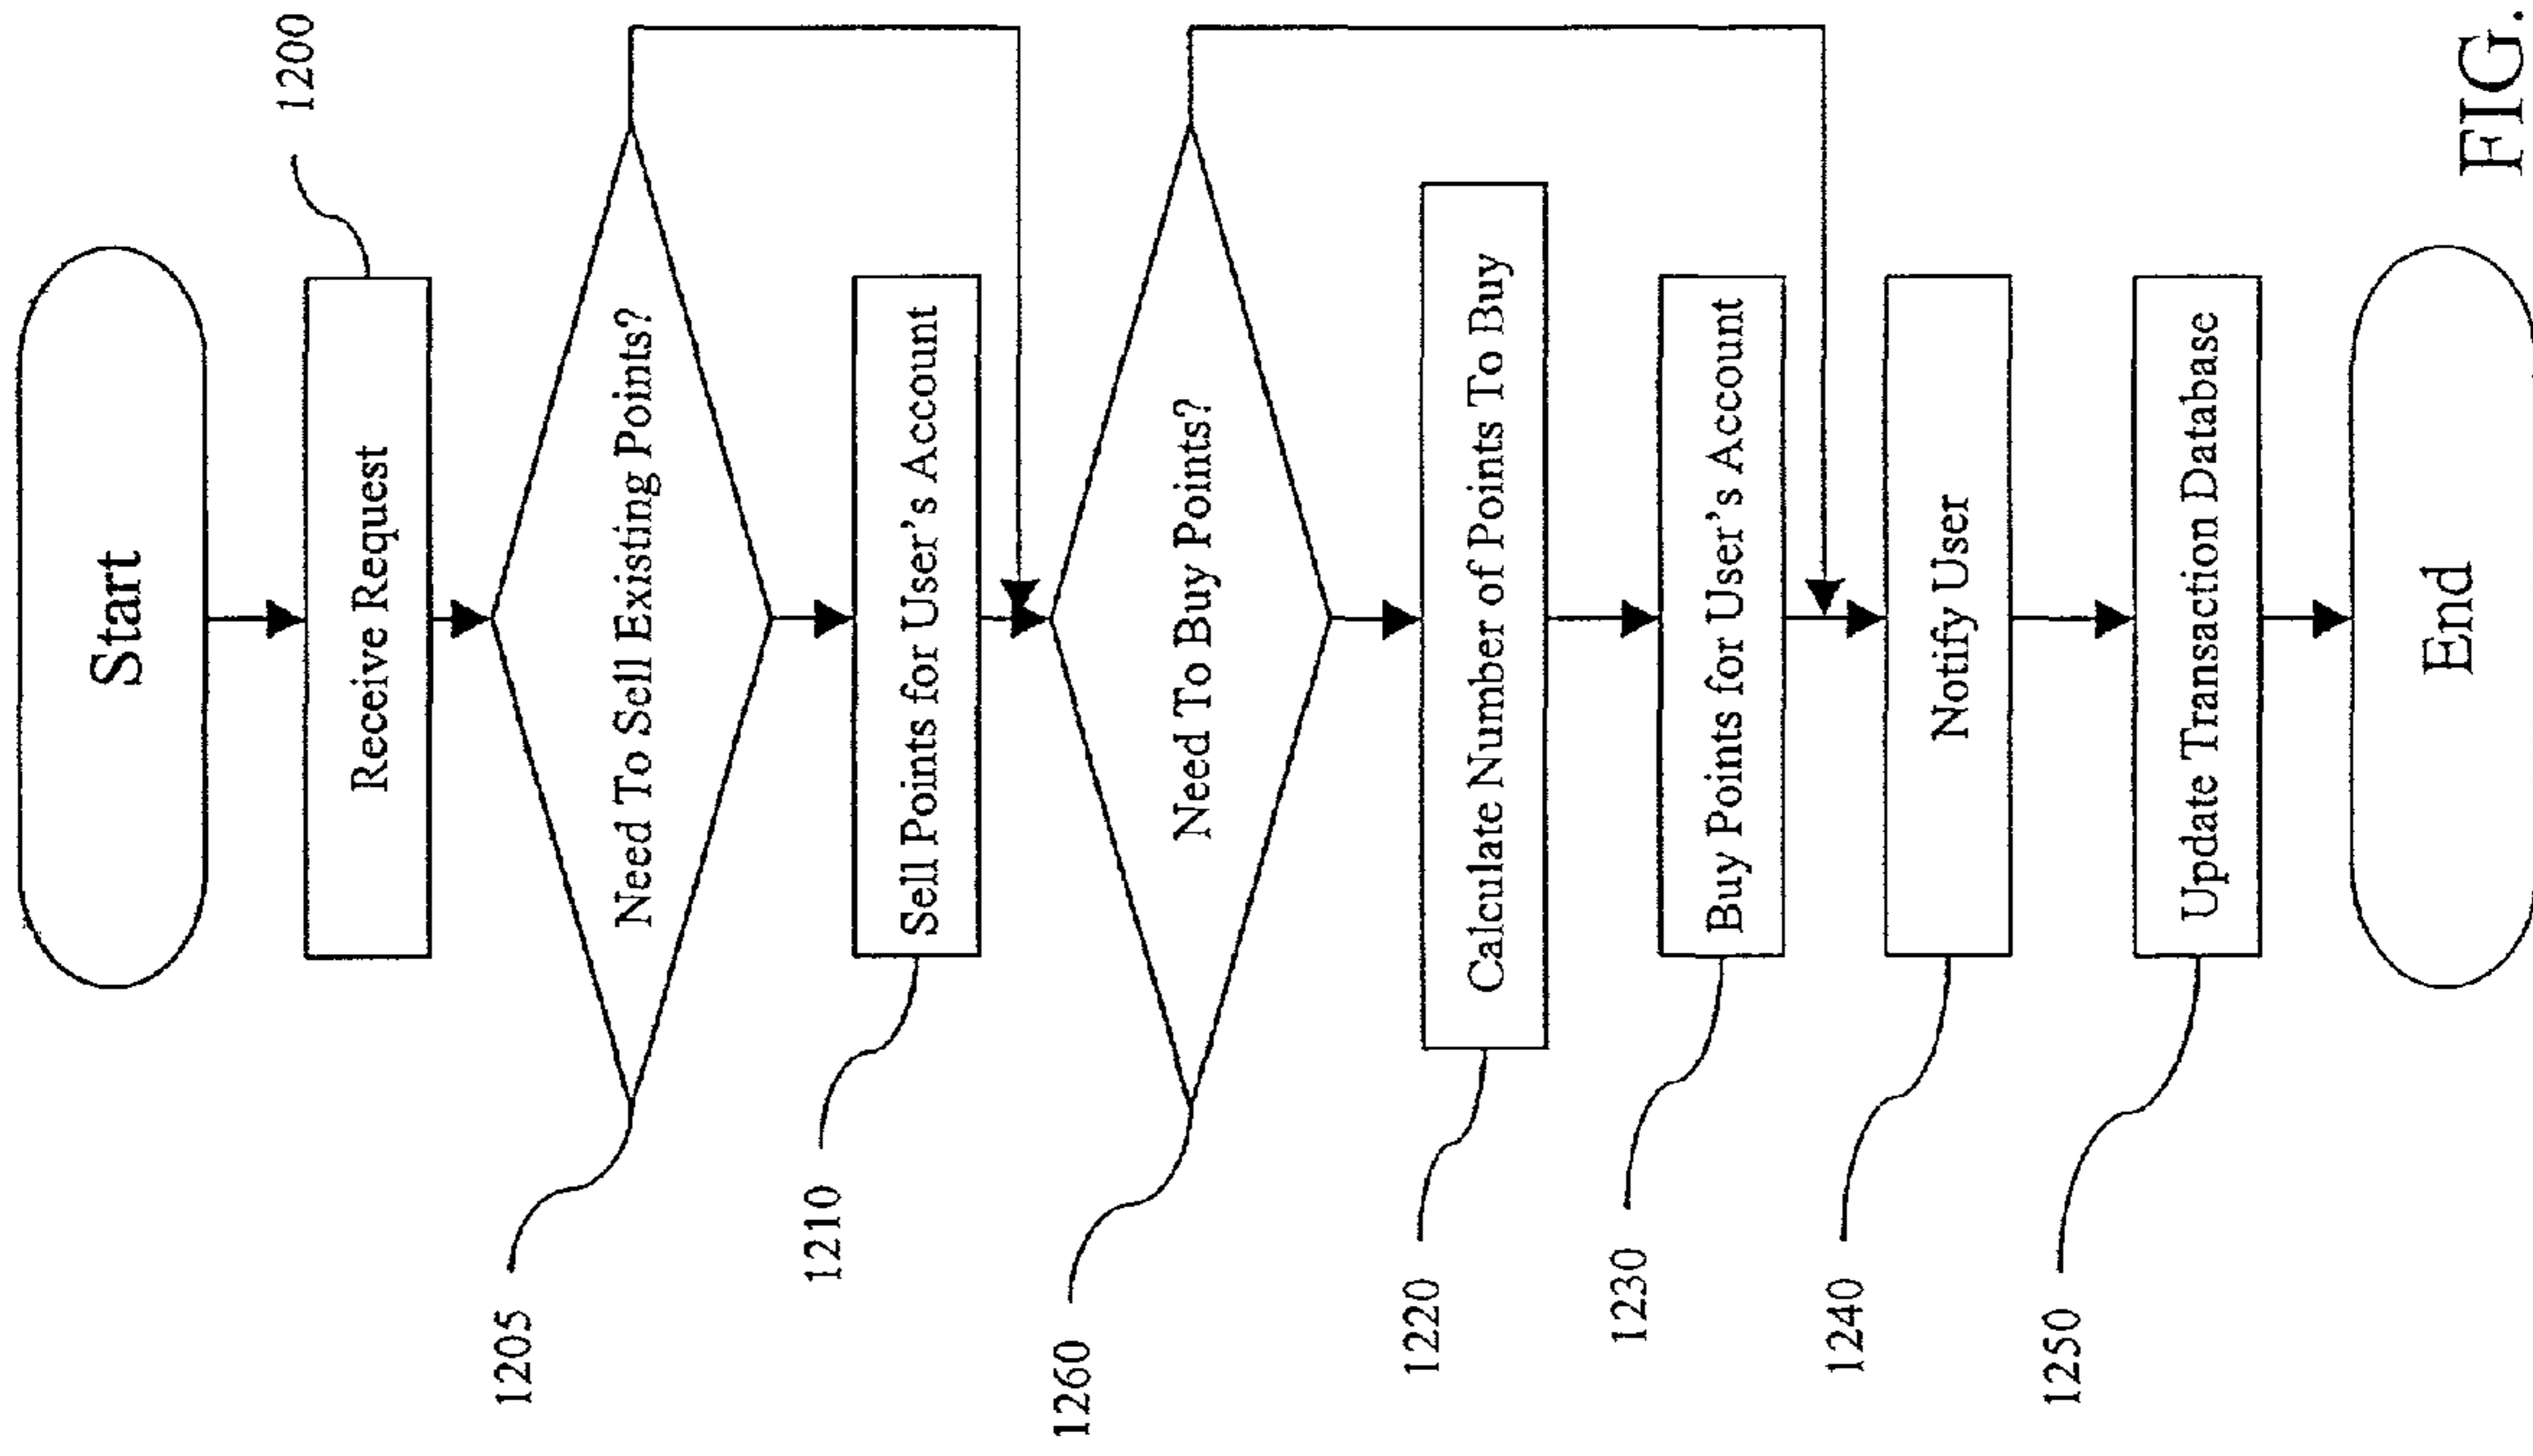 Start
1200
Receive Request
Need To Sell Existing Points?
1205
Sell Points for User's Account
1210
Need To Buy Points?
1260
Calculate Number of Points To Buy
1220
Buy Points for User's Account
1230
Notify User
1240
Update Transaction Database
1250
End
FIG.